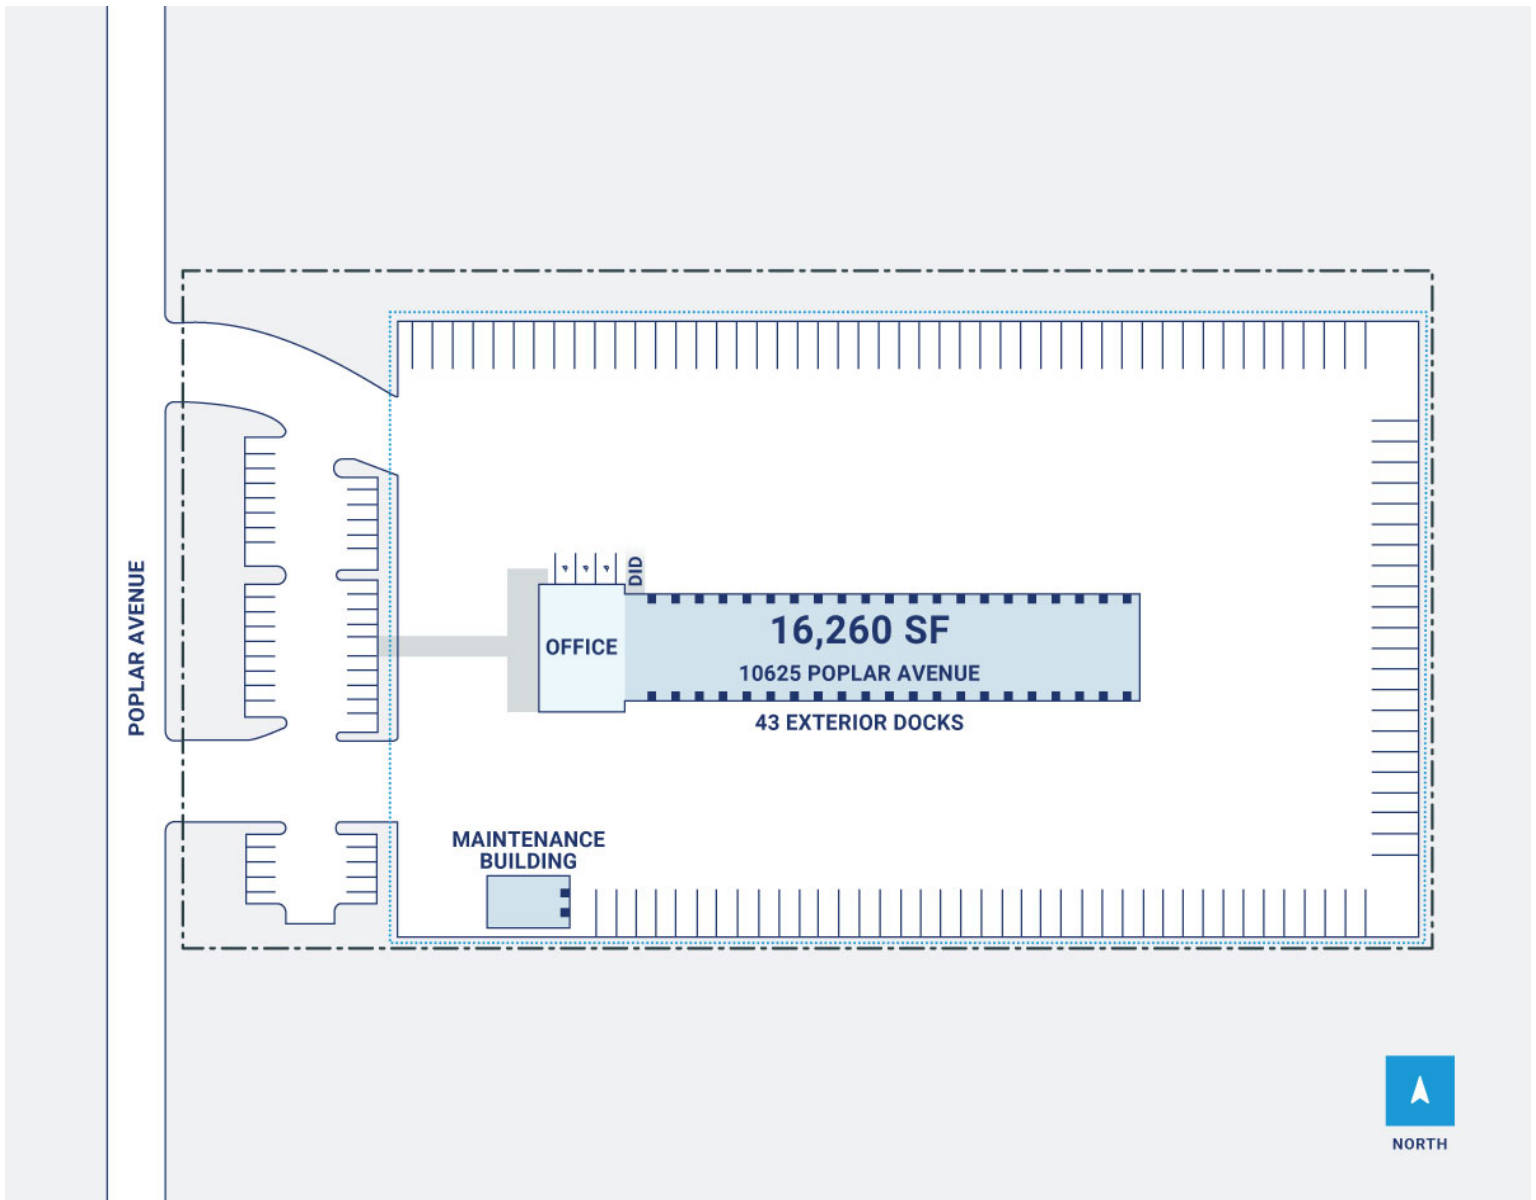 POPLAR AVENUE
DID
OFFICE
16,260 SF
10625 POPLAR AVENUE
43 EXTERIOR DOCKS
MAINTENANCE
BUILDING
NORTH